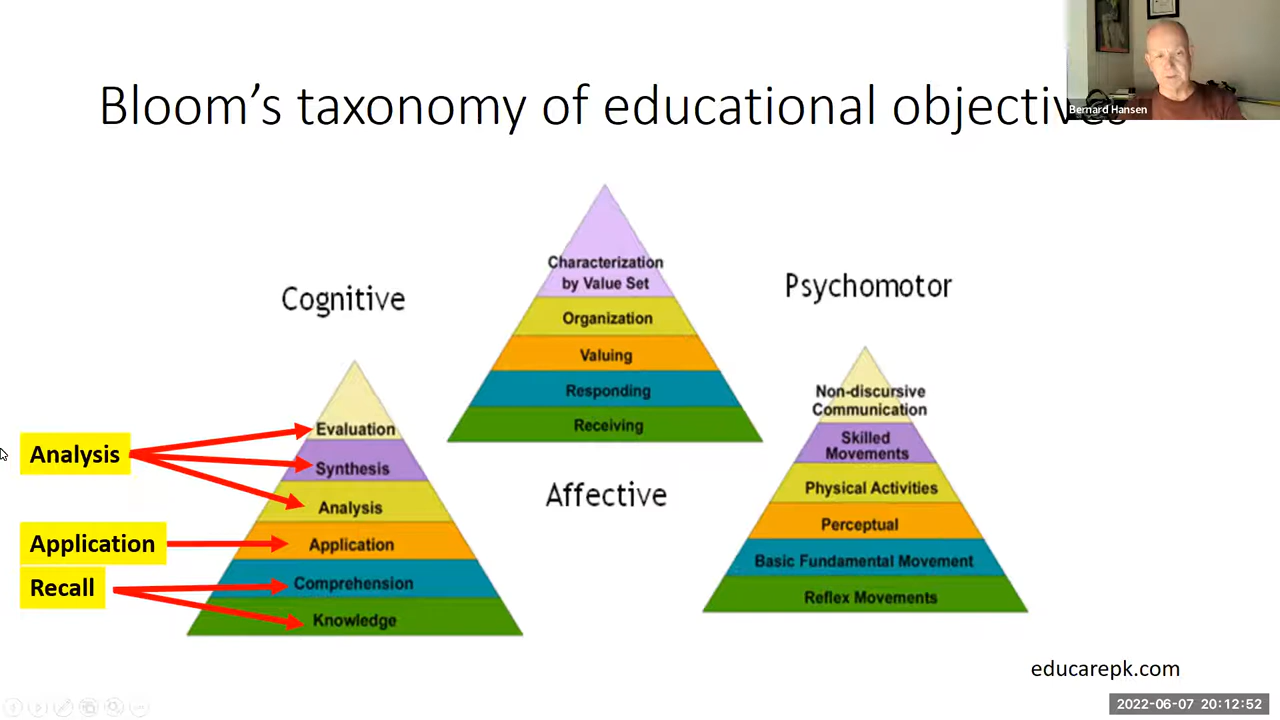 Bloom's taxonomy of educational objectives
Bernard Hansen
Cognitive
Psychomotor
Characterization
by Value Set
Organization
Valuing
Responding
Receiving
Affective
Analysis
Application
Recall
Evaluation
Synthesis
Analysis
Application
Comprehension
Knowledge
Non-discursive
Communication
Skilled
Movements
Physical Activities
Perceptual
Basic Fundamental Movement
Reflex Movements
educarepk.com
2022-06-07 20:12:52